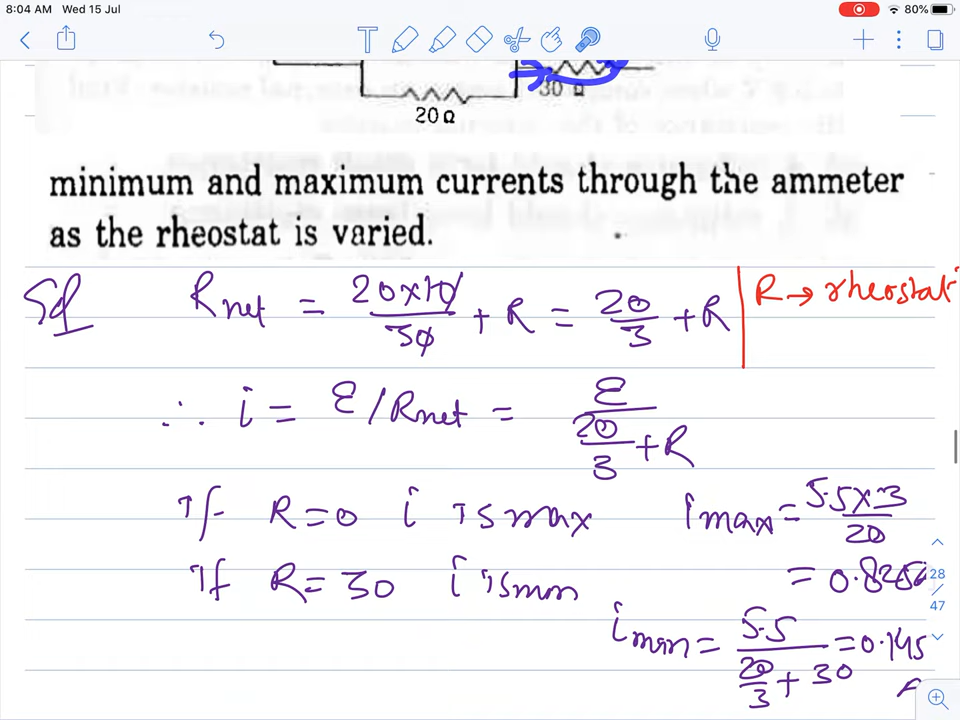 8:04 AM Wed 15 Jul 80%
30 Ω
20 Ω
minimum and maximum currents through the ammeter
as the rheostat is varied.
Sol Rnet = 20×10/30 + R = 20/3 + R R → rheostat
∴ i = ε/Rnet = ε/(20/3 + R)
If R=0 i is max imax = 5.5×3/20
= 0.825
28
/
47
If R=30 i is min
imin = 5.5/(20/3 + 30) = 0.145